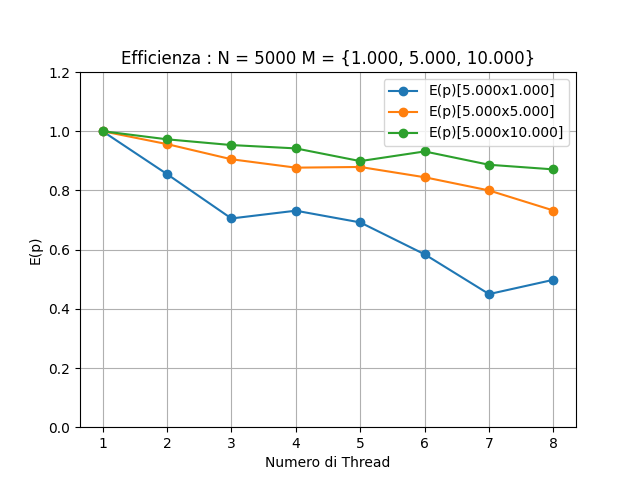 Efficienza : N = 5000 M = {1.000, 5.000, 10.000}
E(p)[5.000x1.000]
E(p)[5.000x5.000]
E(p)[5.000x10.000]
1.2
1.0
0.8
0.6
0.4
0.2
0.0
E(p)
1 2 3 4 5 6 7 8
Numero di Thread